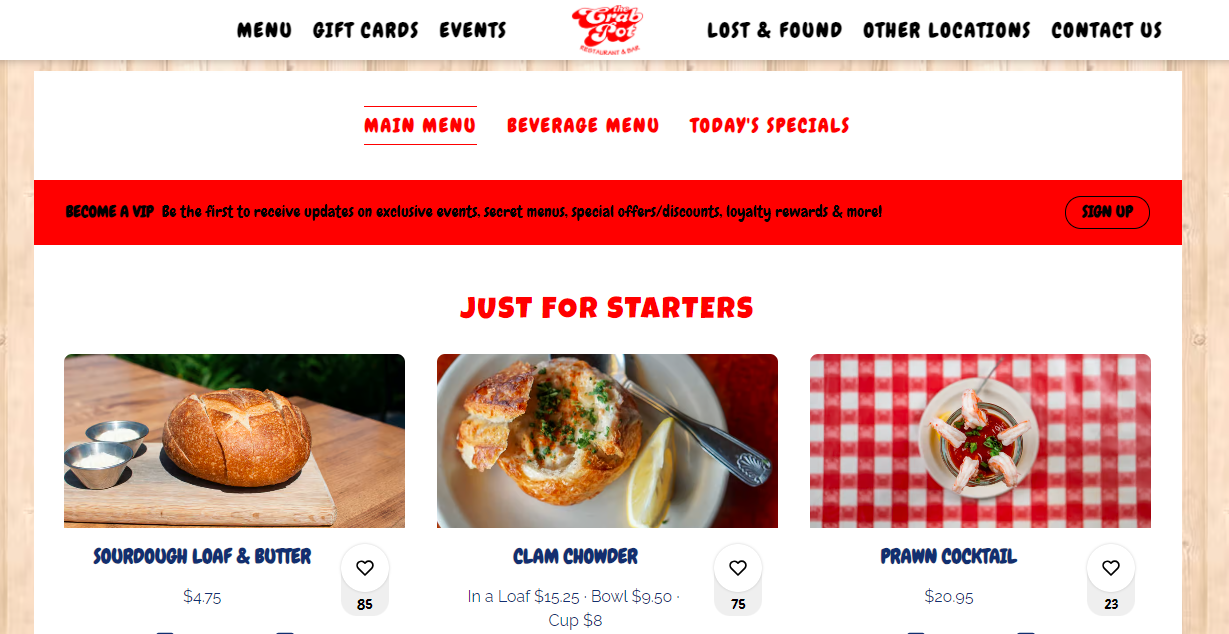 MENU GIFT CARDS EVENTS the Crab Pot RESTAURANT & BAR LOST & FOUND OTHER LOCATIONS CONTACT US
MAIN MENU BEVERAGE MENU TODAY'S SPECIALS
BECOME A VIP Be the first to receive updates on exclusive events, secret menus, special offers/discounts, loyalty rewards & more! SIGN UP
JUST FOR STARTERS
SOURDOUGH LOAF & BUTTER
$4.75
85
CLAM CHOWDER
In a Loaf $15.25 · Bowl $9.50 ·
Cup $8
75
PRAWN COCKTAIL
$20.95
23